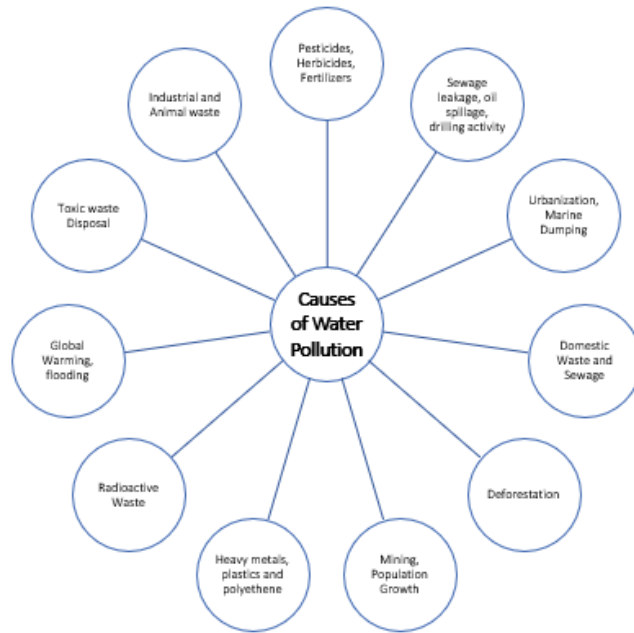 Pesticides,
Herbicides,
Fertilizers
Sewage
leakage, oil
spillage,
drilling activity
Urbanization,
Marine
Dumping
Domestic
Waste and
Sewage
Deforestation
Mining,
Population
Growth
Heavy metals,
plastics and
polyethene
Radioactive
Waste
Global
Warming,
flooding
Toxic waste
Disposal
Industrial and
Animal waste
Causes
of Water
Pollution